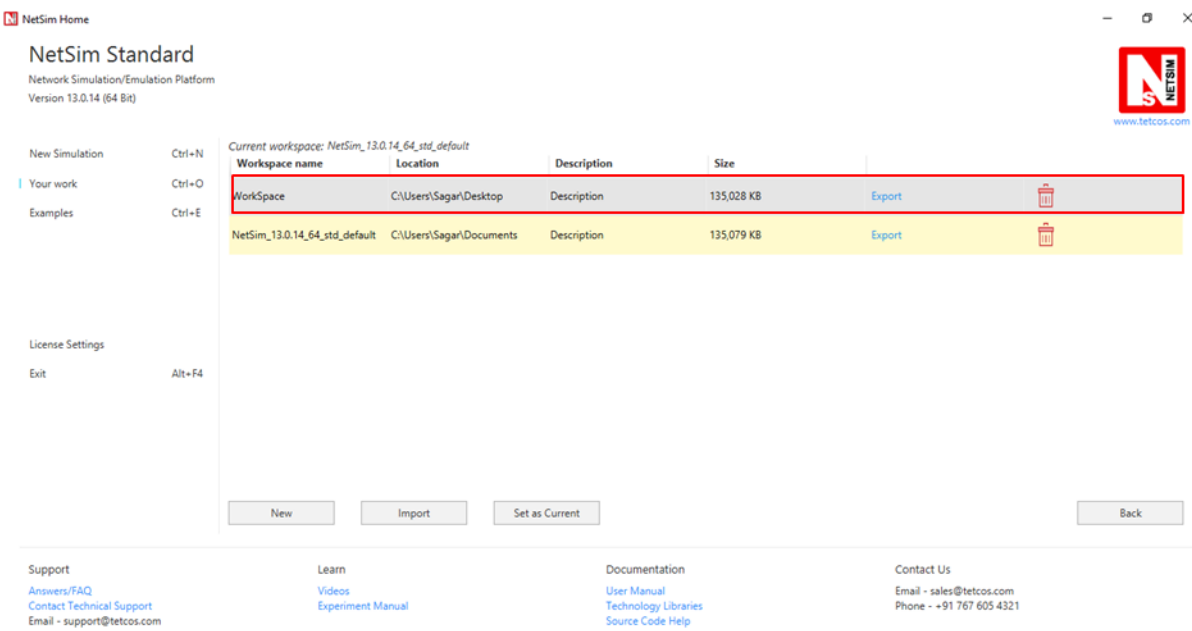 NetSim Home
NetSim Standard
Network Simulation/Emulation Platform
Version 13.0.14 (64 Bit)
NS NETSIM
www.tetcos.com
New Simulation Ctrl+N
Your work Ctrl+O
Examples Ctrl+E
License Settings
Exit Alt+F4
Current workspace: NetSim_13.0.14_64_std_default
Workspace name Location Description Size
WorkSpace C:\Users\Sagar\Desktop Description 135,028 KB Export
NetSim_13.0.14_64_std_default C:\Users\Sagar\Documents Description 135,079 KB Export
New Import Set as Current Back
Support
Answers/FAQ
Contact Technical Support
Email - support@tetcos.com
Learn
Videos
Experiment Manual
Documentation
User Manual
Technology Libraries
Source Code Help
Contact Us
Email - sales@tetcos.com
Phone - +91 767 605 4321